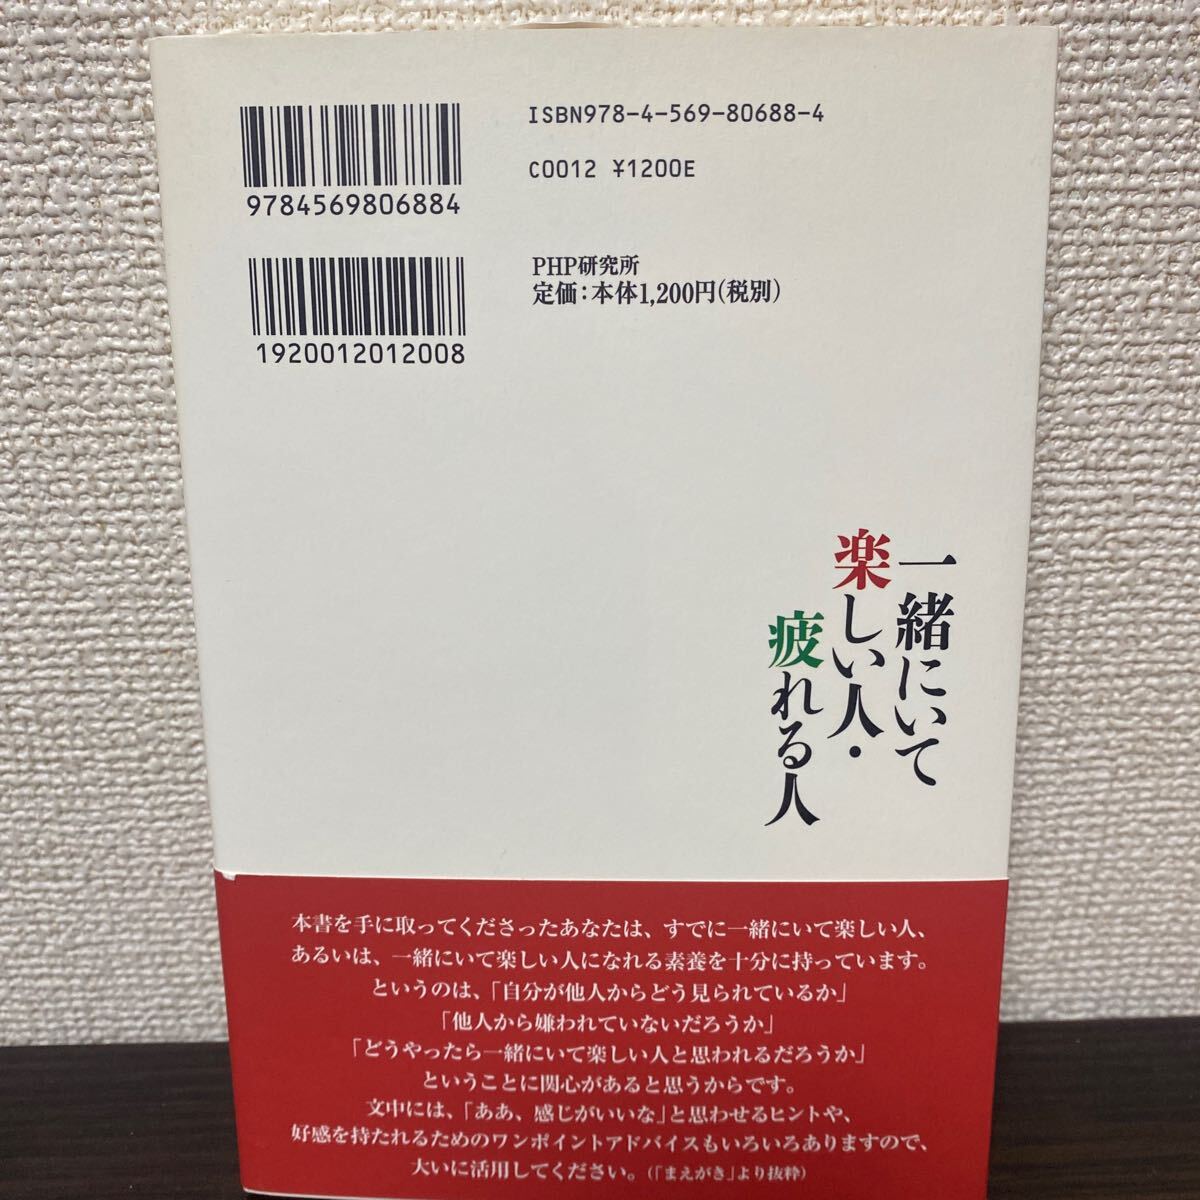 ISBN978-4-569-80688-4
C0012 ¥1200E
9784569806884
PHP研究所
定価：本体1,200円（税別）
1920012012008
一緒にいて
楽しい人・
疲れる人
本書を手に取ってくださったあなたは、すでに一緒にいて楽しい人、
あるいは、一緒にいて楽しい人になれる素養を十分に持っています。
というのは、「自分が他人からどう見られているか」
「他人から嫌われていないだろうか」
「どうやったら一緒にいて楽しい人と思われるだろうか」
ということに関心があると思うからです。
文中には、「ああ、感じがいいな」と思わせるヒントや、
好感を持たれるためのワンポイントアドバイスもいろいろありますので、
大いに活用してください。（「まえがき」より抜粋）